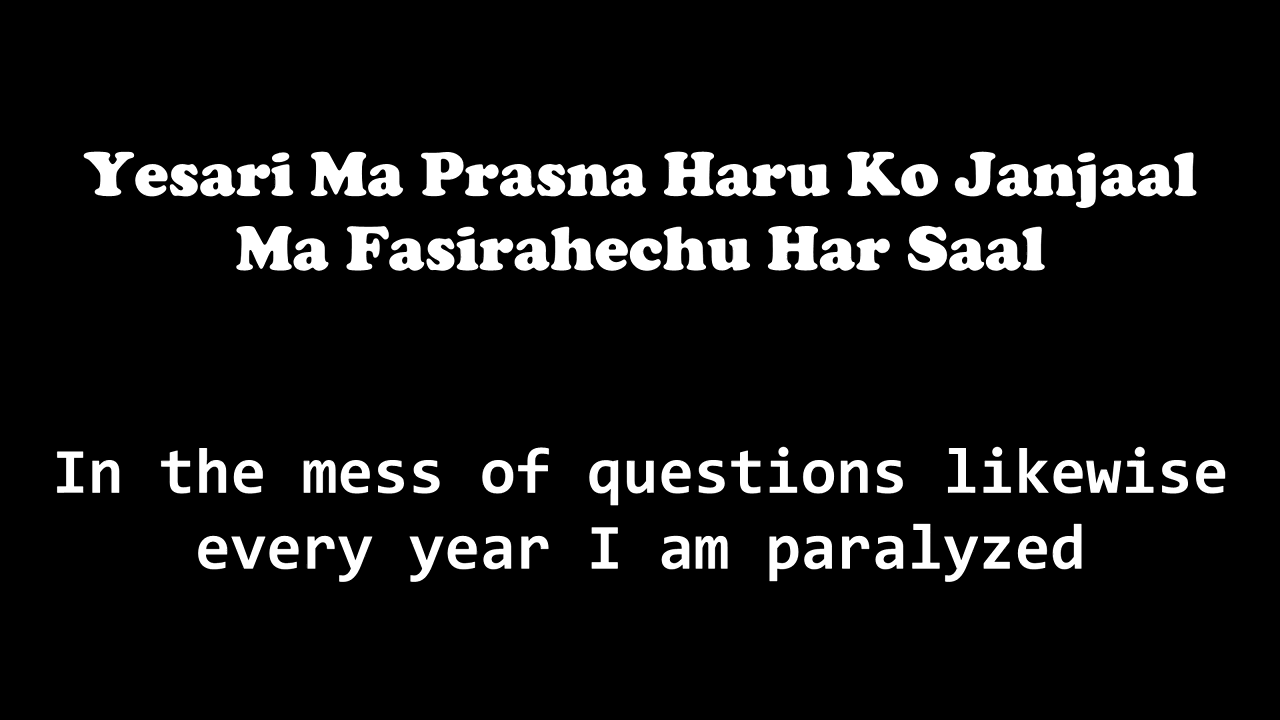 Yesari Ma Prasna Haru Ko Janjaal
Ma Fasirahechu Har Saal
In the mess of questions likewise
every year I am paralyzed